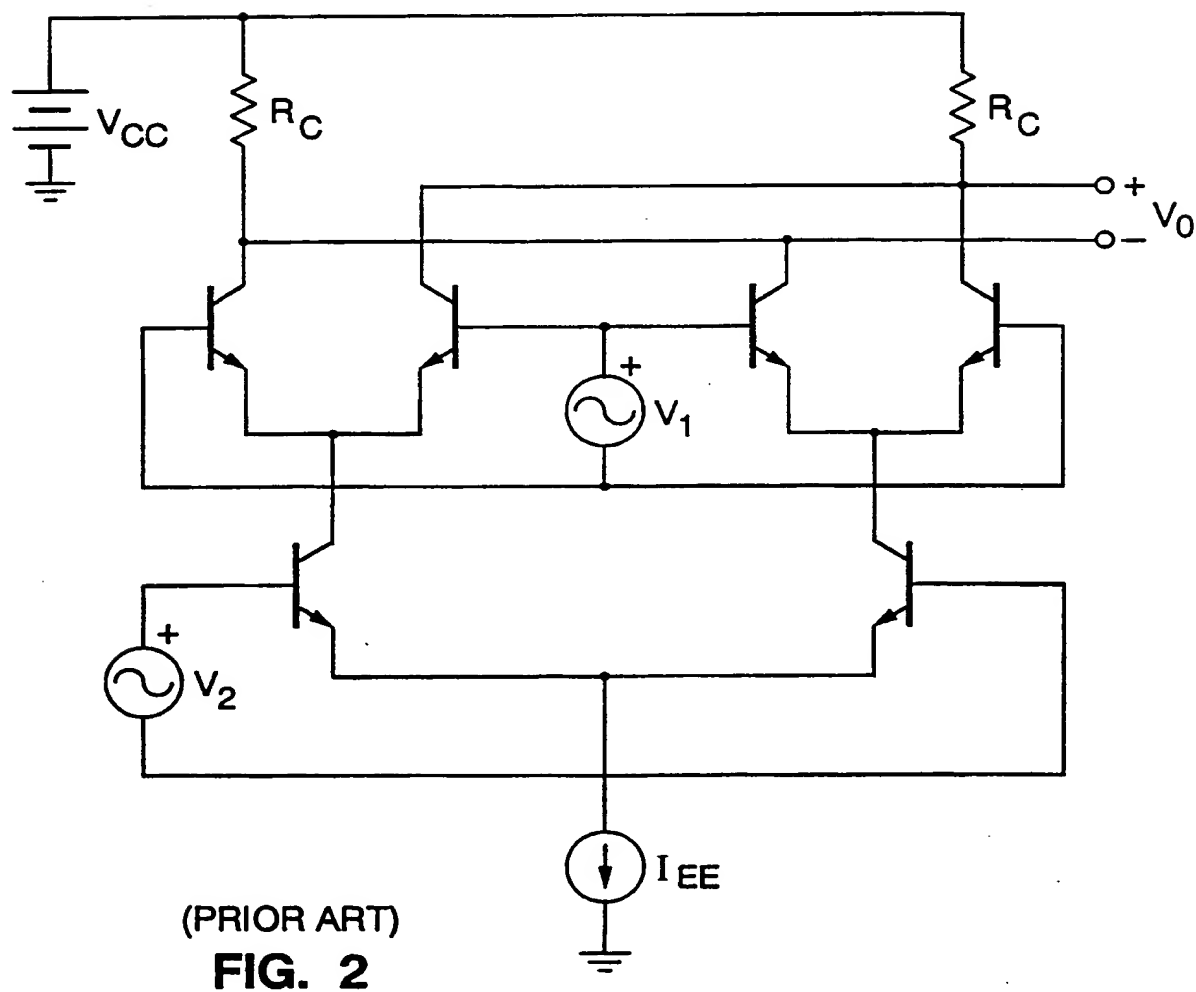 V_CC
R_C
R_C
+
V_0
−
+
V_1
+
V_2
I_EE
(PRIOR ART)
FIG. 2